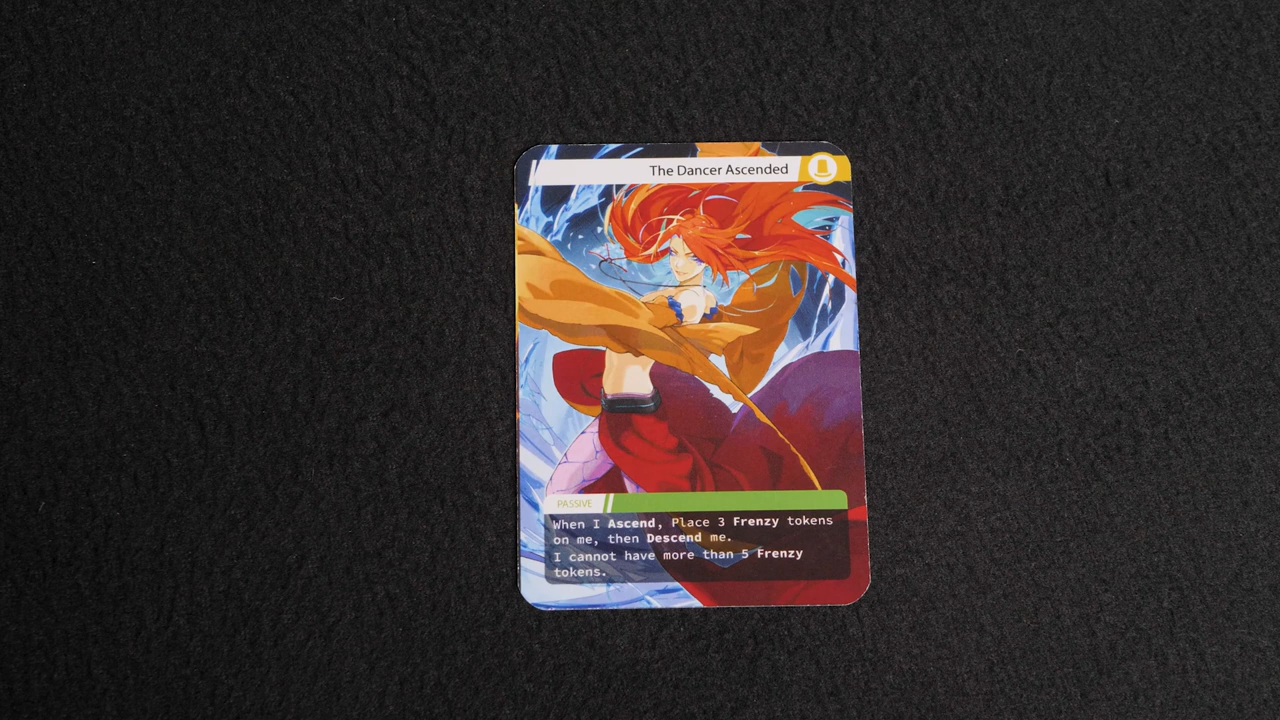 The Dancer Ascended
PASSIVE
When I Ascend, Place 3 Frenzy tokens
on me, then Descend me.
I cannot have more than 5 Frenzy
tokens.